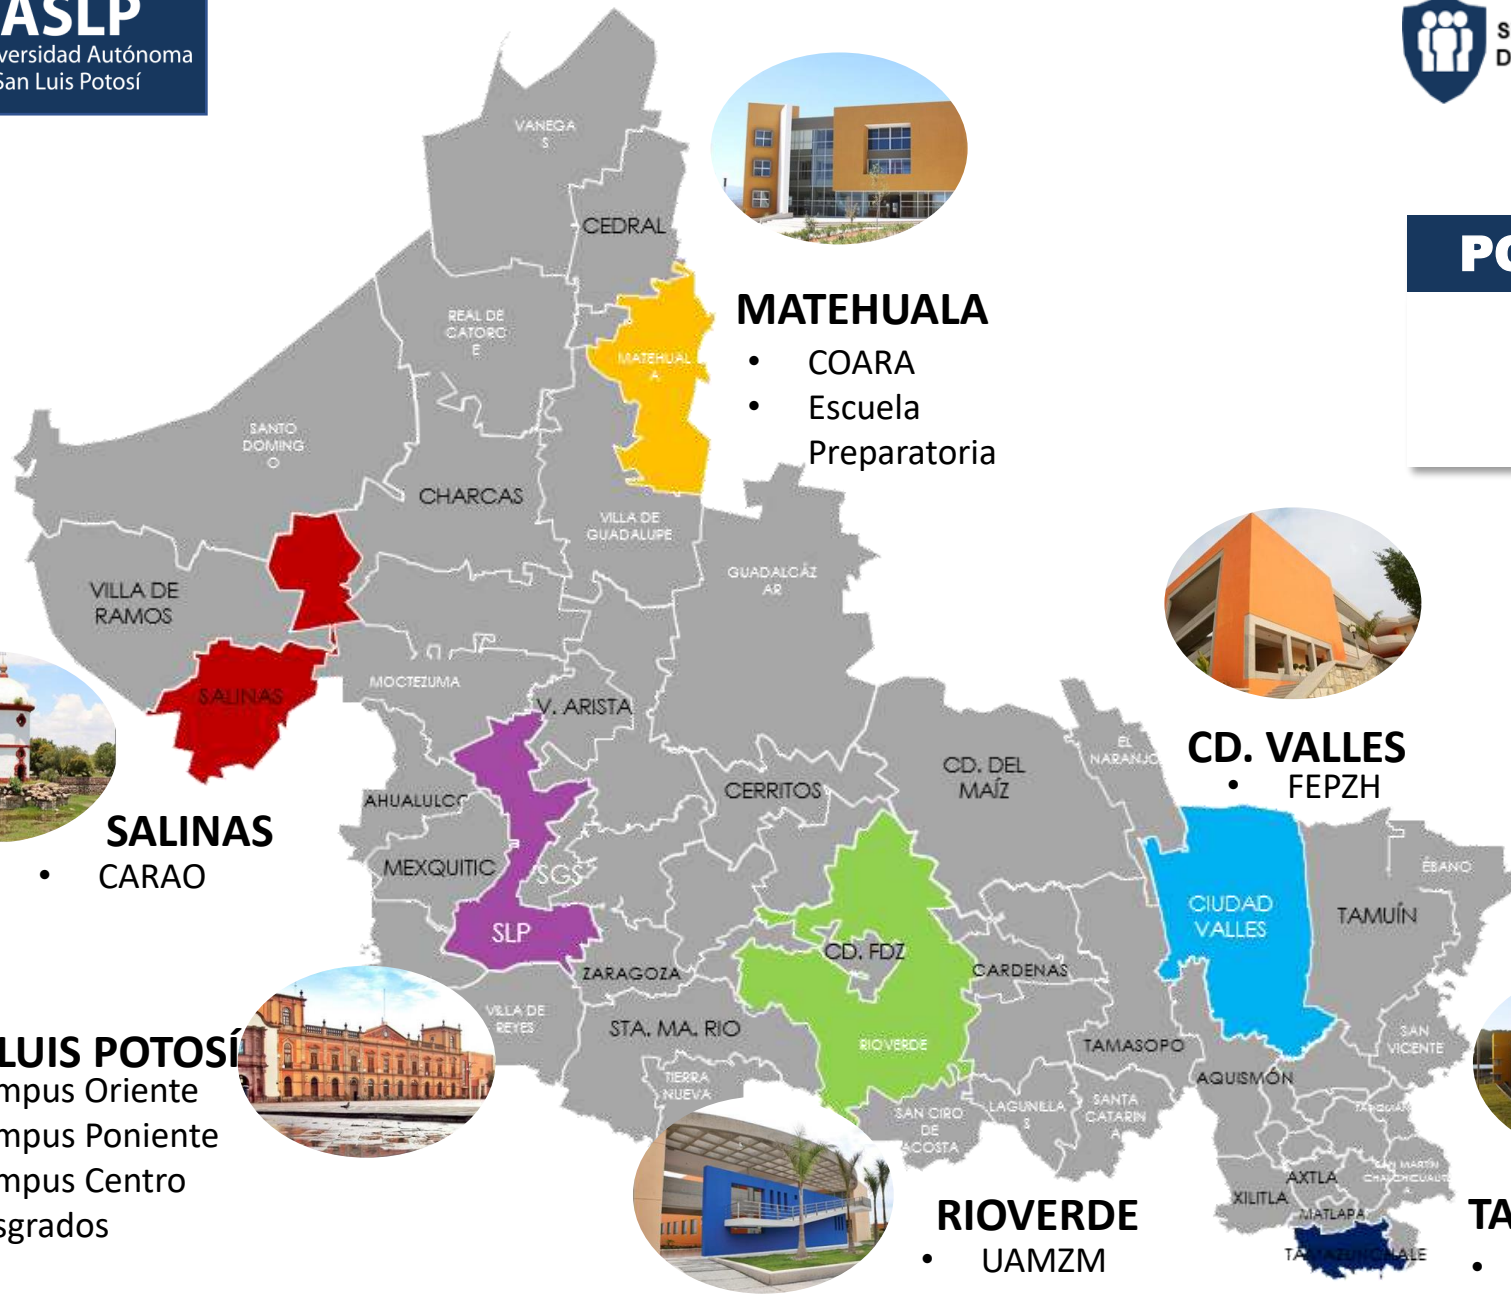 ASLP
versidad Autónoma
San Luis Potosí
S
D
PO
VANEGA
S
CEDRAL
REAL DE
CATORC
E
MATEHUAL
A
MATEHUALA
• COARA
• Escuela
Preparatoria
SANTO
DOMING
O
CHARCAS
VILLA DE
GUADALUPE
GUADALCÁZ
AR
VILLA DE
RAMOS
SALINAS
MOCTEZUMA
V. ARISTA
EL
NARANJO
CD. VALLES
• FEPZH
CD. DEL
MAÍZ
CERRITOS
AHUALULCO
SALINAS
• CARAO
MEXQUITIC
SGS
ÉBANO
CIUDAD
VALLES
TAMUÍN
SLP
CD. FDZ
ZARAGOZA
CARDENAS
VILLA DE
REYES
STA. MA. RIO
RIOVERDE
TAMASOPO
SAN
VICENTE
LUIS POTOSÍ
mpus Oriente
mpus Poniente
mpus Centro
sgrados
TIERRA
NUEVA
AQUISMÓN
SAN CIRO
DE
ACOSTA
LAGUNILLA
S
SANTA
CATARIN
A
AXTLA
SAN MARTIN
XILITLA
MATLAPA
TAMAZUNCHALE
RIOVERDE
• UAMZM
TA
•